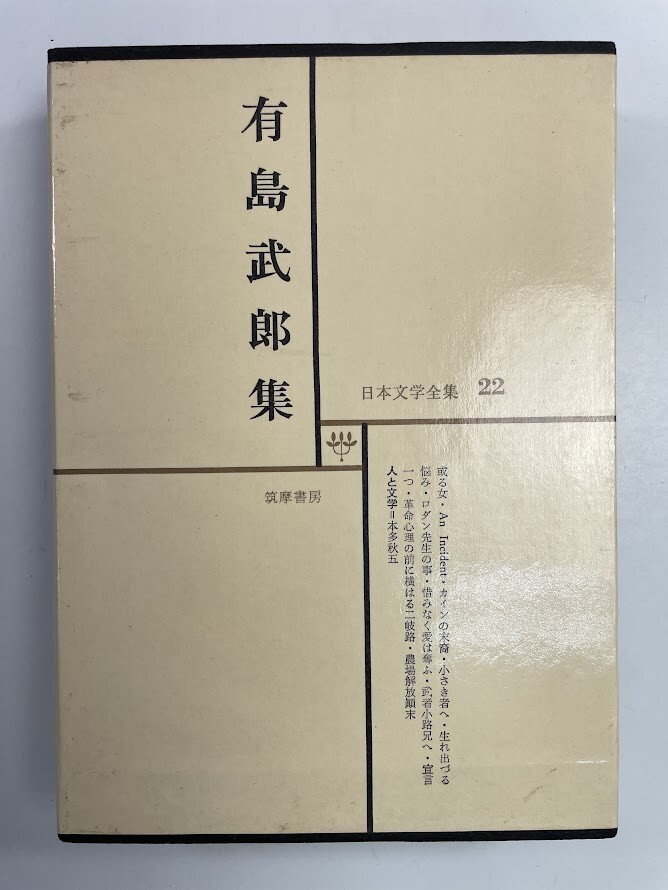 有島武郎集
日本文学全集 22
筑摩書房
或る女・An Incident・カインの末裔・小さき者へ・生れ出づる
悩み・ロダン先生の事・惜みなく愛は奪ふ・武者小路兄へ・宣言
一つ・革命心理の前に横はる二岐路・農場解放顚末
人と文学＝本多秋五